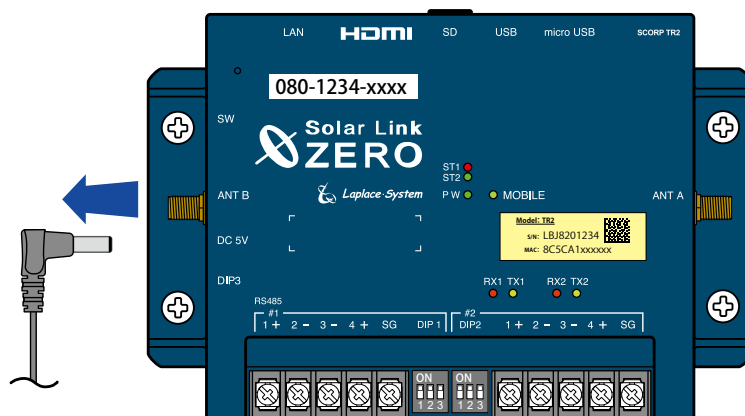 LAN HDMI SD USB micro USB SCORP TR2
080-1234-xxxx
SW
Solar Link
ZERO
ST1
ST2
ANT B
Laplace·System
PW
MOBILE
ANT A
Model: TR2
S/N: LBJ8201234
MAC: 8C5CA1xxxxxx
DC 5V
DIP3
RX1 TX1 RX2 TX2
RS485
#1 #2
1 + 2 − 3 − 4 + SG DIP 1 DIP2 1 + 2 − 3 − 4 + SG
ON ON
1 2 3 1 2 3